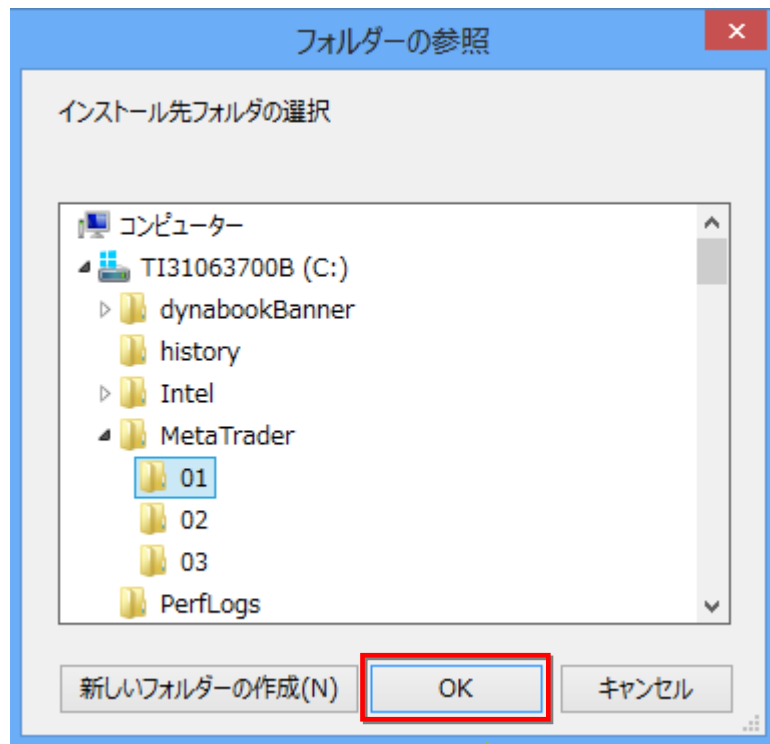 フォルダーの参照
インストール先フォルダの選択
コンピューター
TI31063700B (C:)
dynabookBanner
history
Intel
MetaTrader
01
02
03
PerfLogs
新しいフォルダーの作成(N)
OK
キャンセル